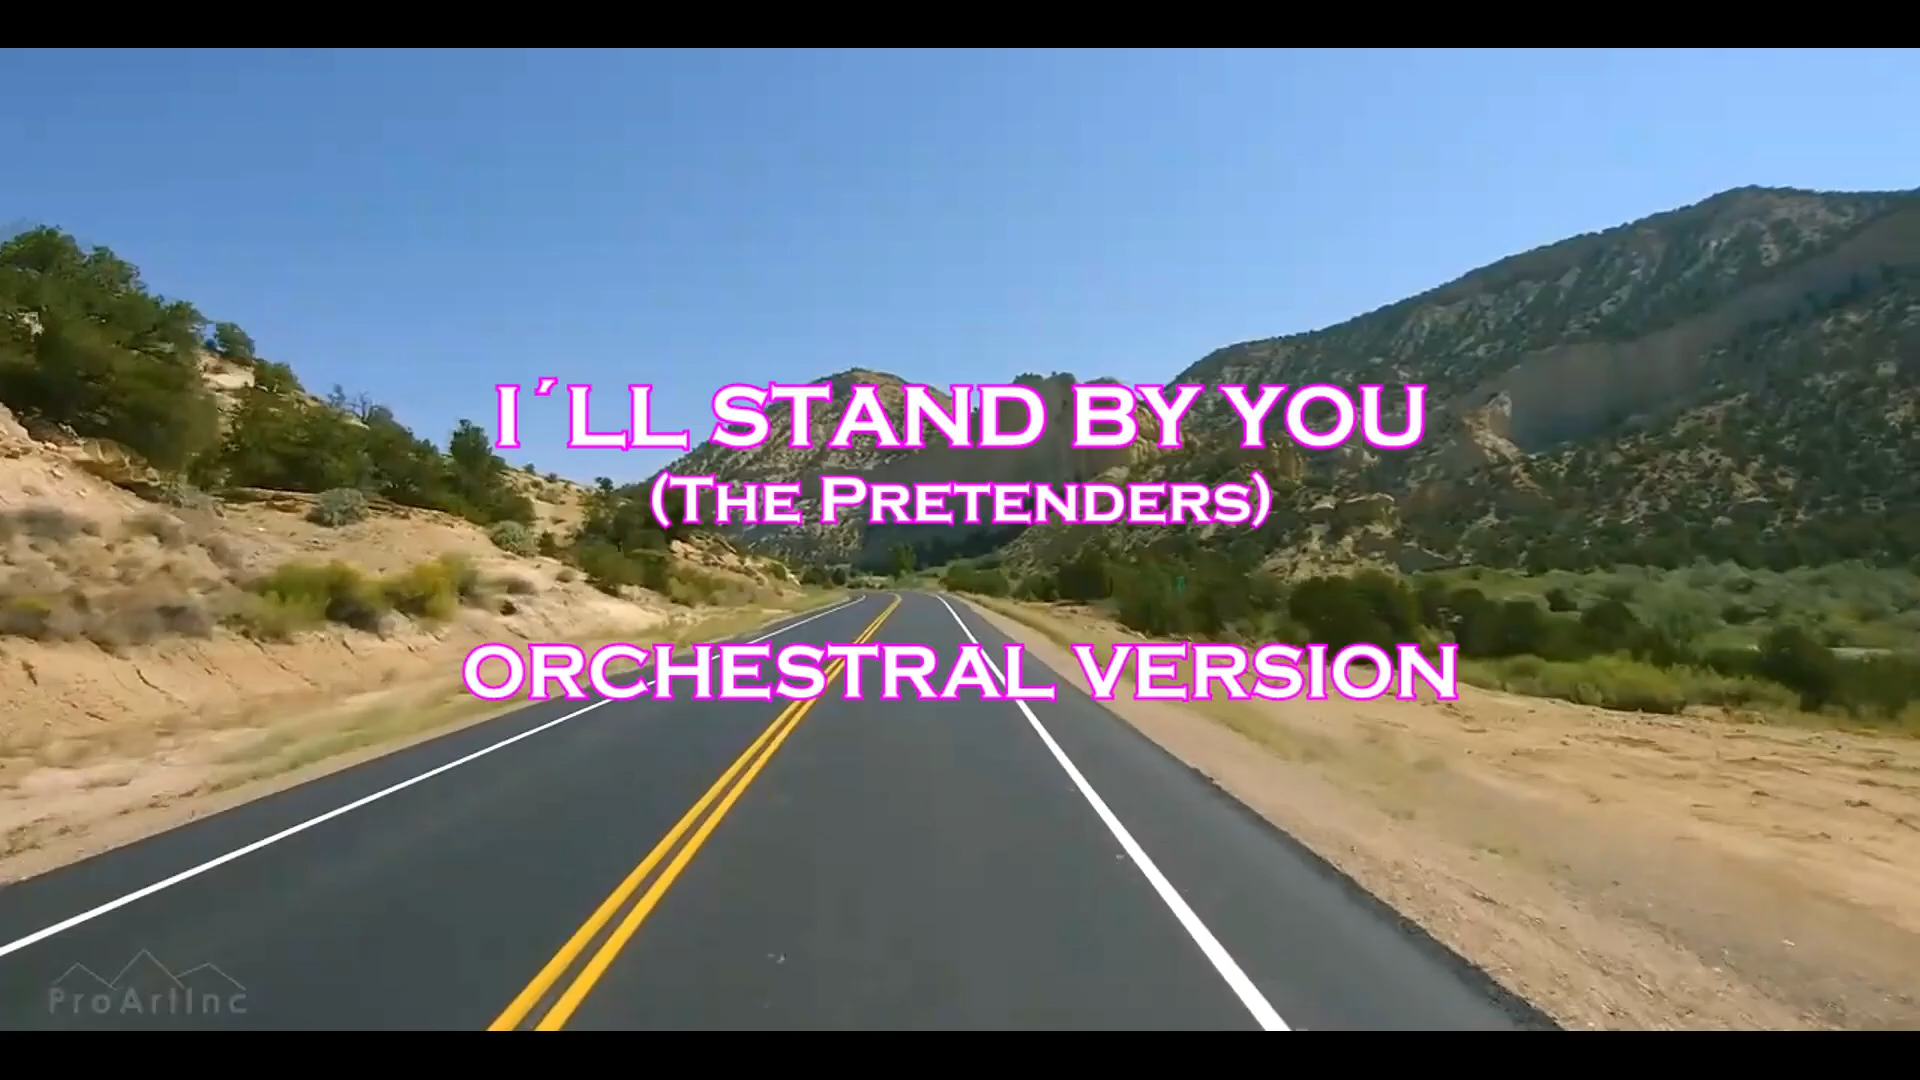 I´LL STAND BY YOU
(THE PRETENDERS)
ORCHESTRAL VERSION
ProArtInc